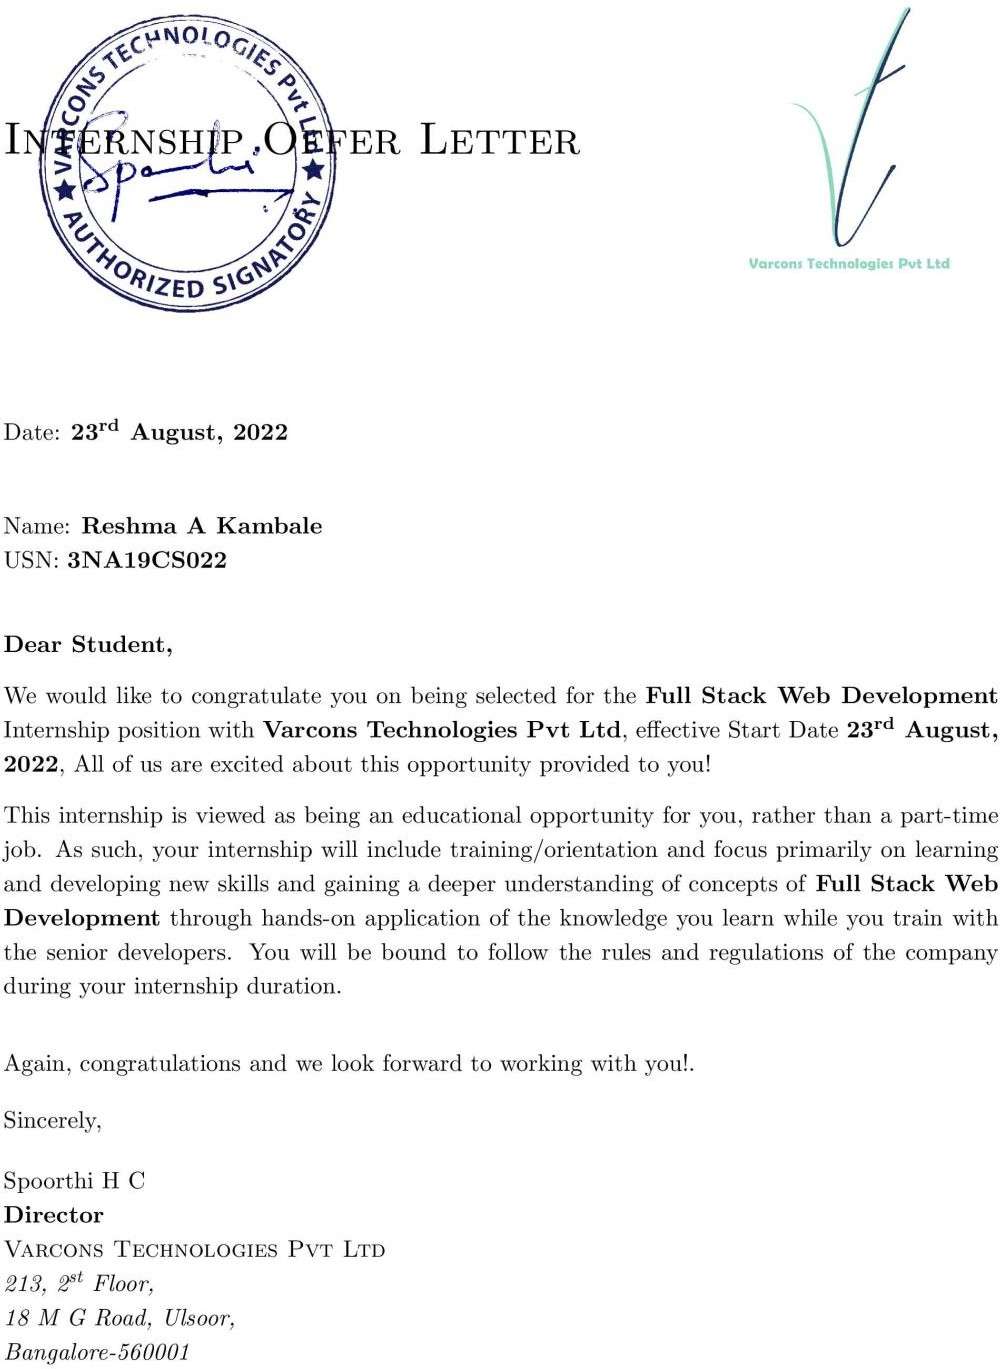 VARCONS TECHNOLOGIES Pvt Ltd
AUTHORIZED SIGNATORY
INTERNSHIP OFFER LETTER
Varcons Technologies Pvt Ltd
Date: 23rd August, 2022
Name: Reshma A Kambale
USN: 3NA19CS022
Dear Student,
We would like to congratulate you on being selected for the Full Stack Web Development
Internship position with Varcons Technologies Pvt Ltd, effective Start Date 23rd August,
2022, All of us are excited about this opportunity provided to you!
This internship is viewed as being an educational opportunity for you, rather than a part-time
job. As such, your internship will include training/orientation and focus primarily on learning
and developing new skills and gaining a deeper understanding of concepts of Full Stack Web
Development through hands-on application of the knowledge you learn while you train with
the senior developers. You will be bound to follow the rules and regulations of the company
during your internship duration.
Again, congratulations and we look forward to working with you!.
Sincerely,
Spoorthi H C
Director
VARCONS TECHNOLOGIES PVT LTD
213, 2st Floor,
18 M G Road, Ulsoor,
Bangalore-560001